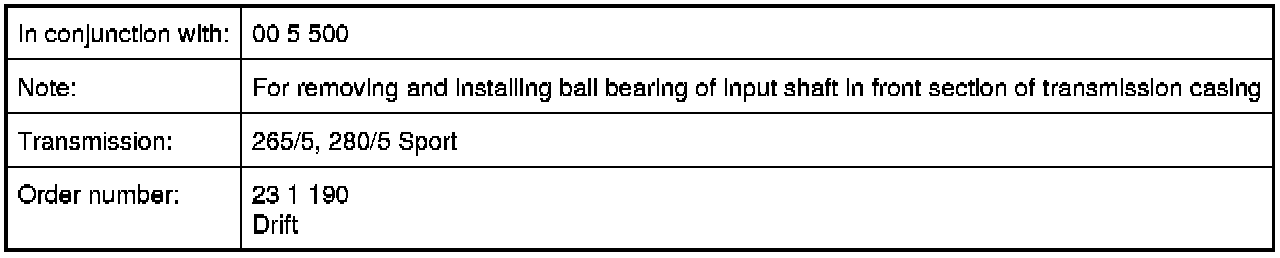 In conjunction with: 00 5 500
Note: For removing and installing ball bearing of input shaft in front section of transmission casing
Transmission: 265/5, 280/5 Sport
Order number: 23 1 190
Drift